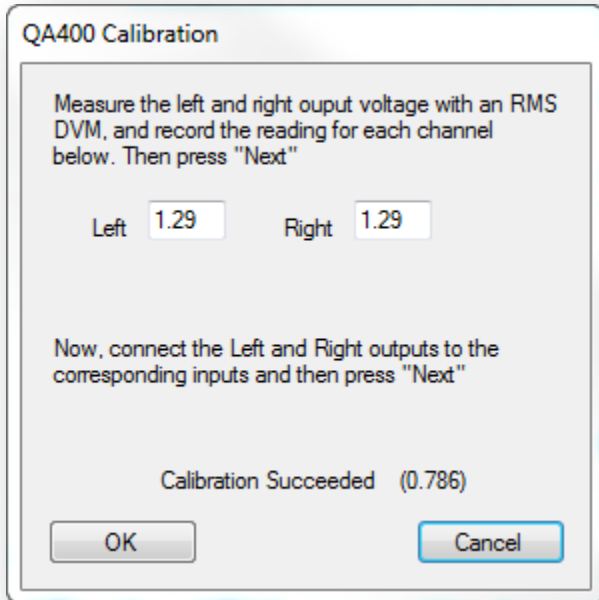 QA400 Calibration
Measure the left and right ouput voltage with an RMS
DVM, and record the reading for each channel
below. Then press "Next"
Left 1.29 Right 1.29
Now, connect the Left and Right outputs to the
corresponding inputs and then press "Next"
Calibration Succeeded (0.786)
OK Cancel